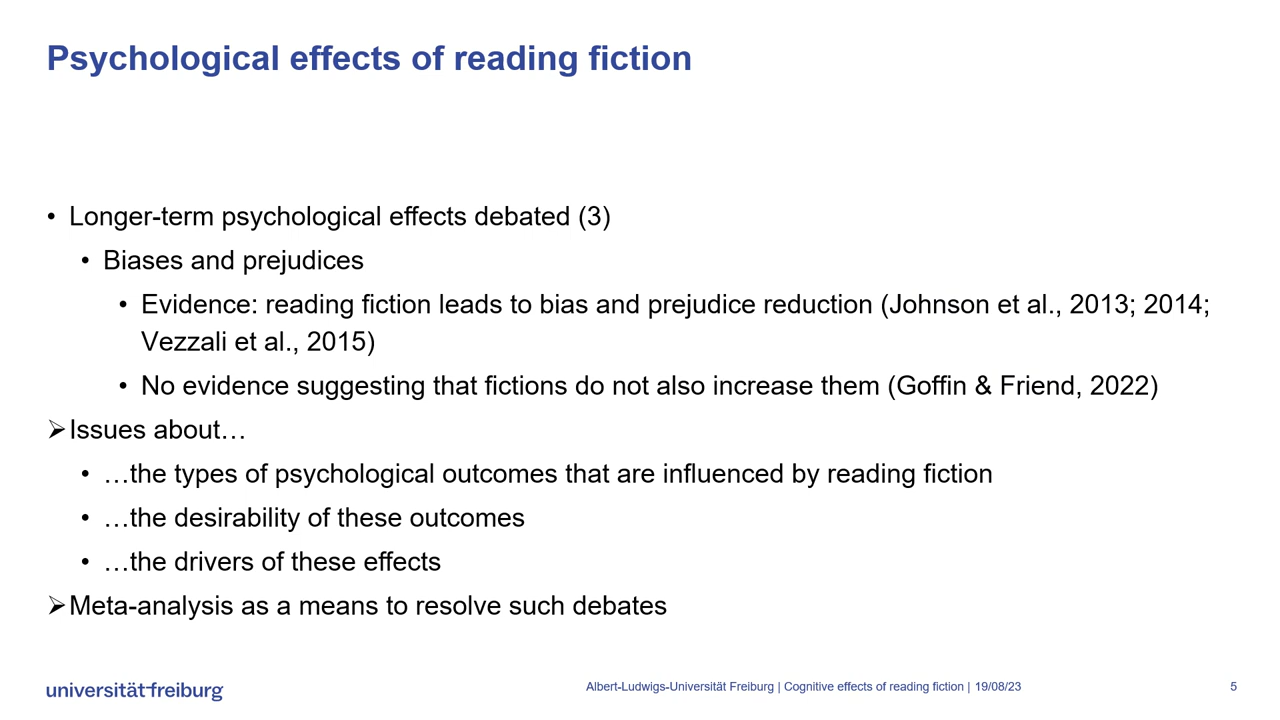 Psychological effects of reading fiction
• Longer-term psychological effects debated (3)
• Biases and prejudices
• Evidence: reading fiction leads to bias and prejudice reduction (Johnson et al., 2013; 2014;
Vezzali et al., 2015)
• No evidence suggesting that fictions do not also increase them (Goffin & Friend, 2022)
➢Issues about…
• …the types of psychological outcomes that are influenced by reading fiction
• …the desirability of these outcomes
• …the drivers of these effects
➢Meta-analysis as a means to resolve such debates
universität freiburg
Albert-Ludwigs-Universität Freiburg | Cognitive effects of reading fiction | 19/08/23
5